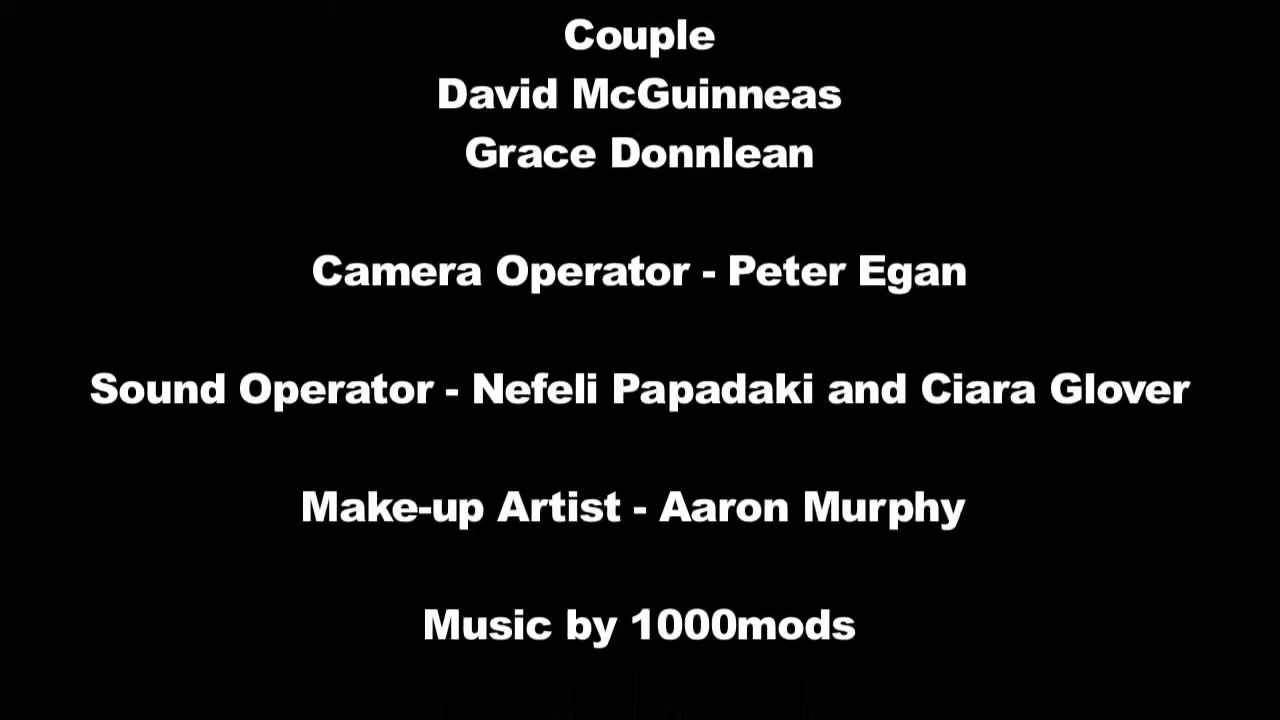 Couple
David McGuinneas
Grace Donnlean
Camera Operator - Peter Egan
Sound Operator - Nefeli Papadaki and Ciara Glover
Make-up Artist - Aaron Murphy
Music by 1000mods